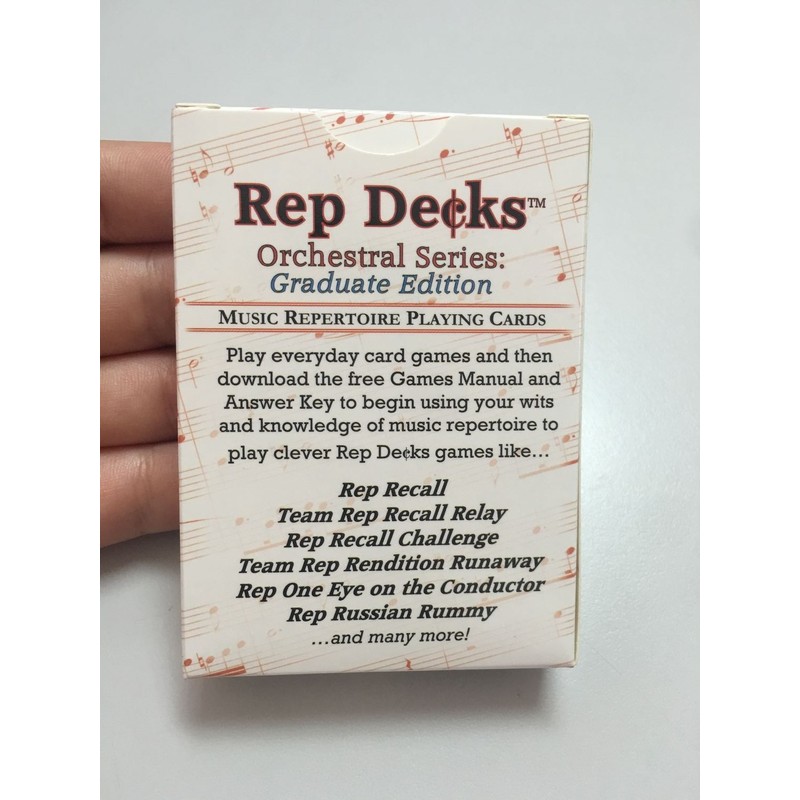 Rep De¢ks™
Orchestral Series:
Graduate Edition
MUSIC REPERTOIRE PLAYING CARDS
Play everyday card games and then
download the free Games Manual and
Answer Key to begin using your wits
and knowledge of music repertoire to
play clever Rep De¢ks games like...
Rep Recall
Team Rep Recall Relay
Rep Recall Challenge
Team Rep Rendition Runaway
Rep One Eye on the Conductor
Rep Russian Rummy
...and many more!